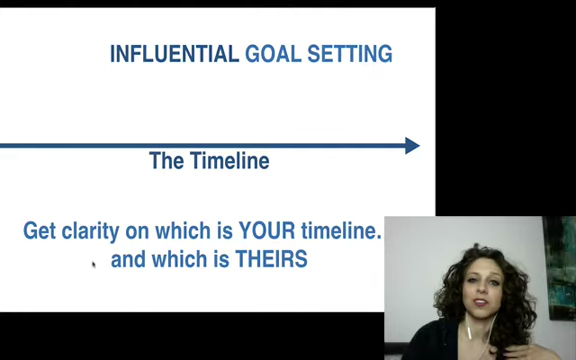 INFLUENTIAL GOAL SETTING
The Timeline
Get clarity on which is YOUR timeline.
and which is THEIRS